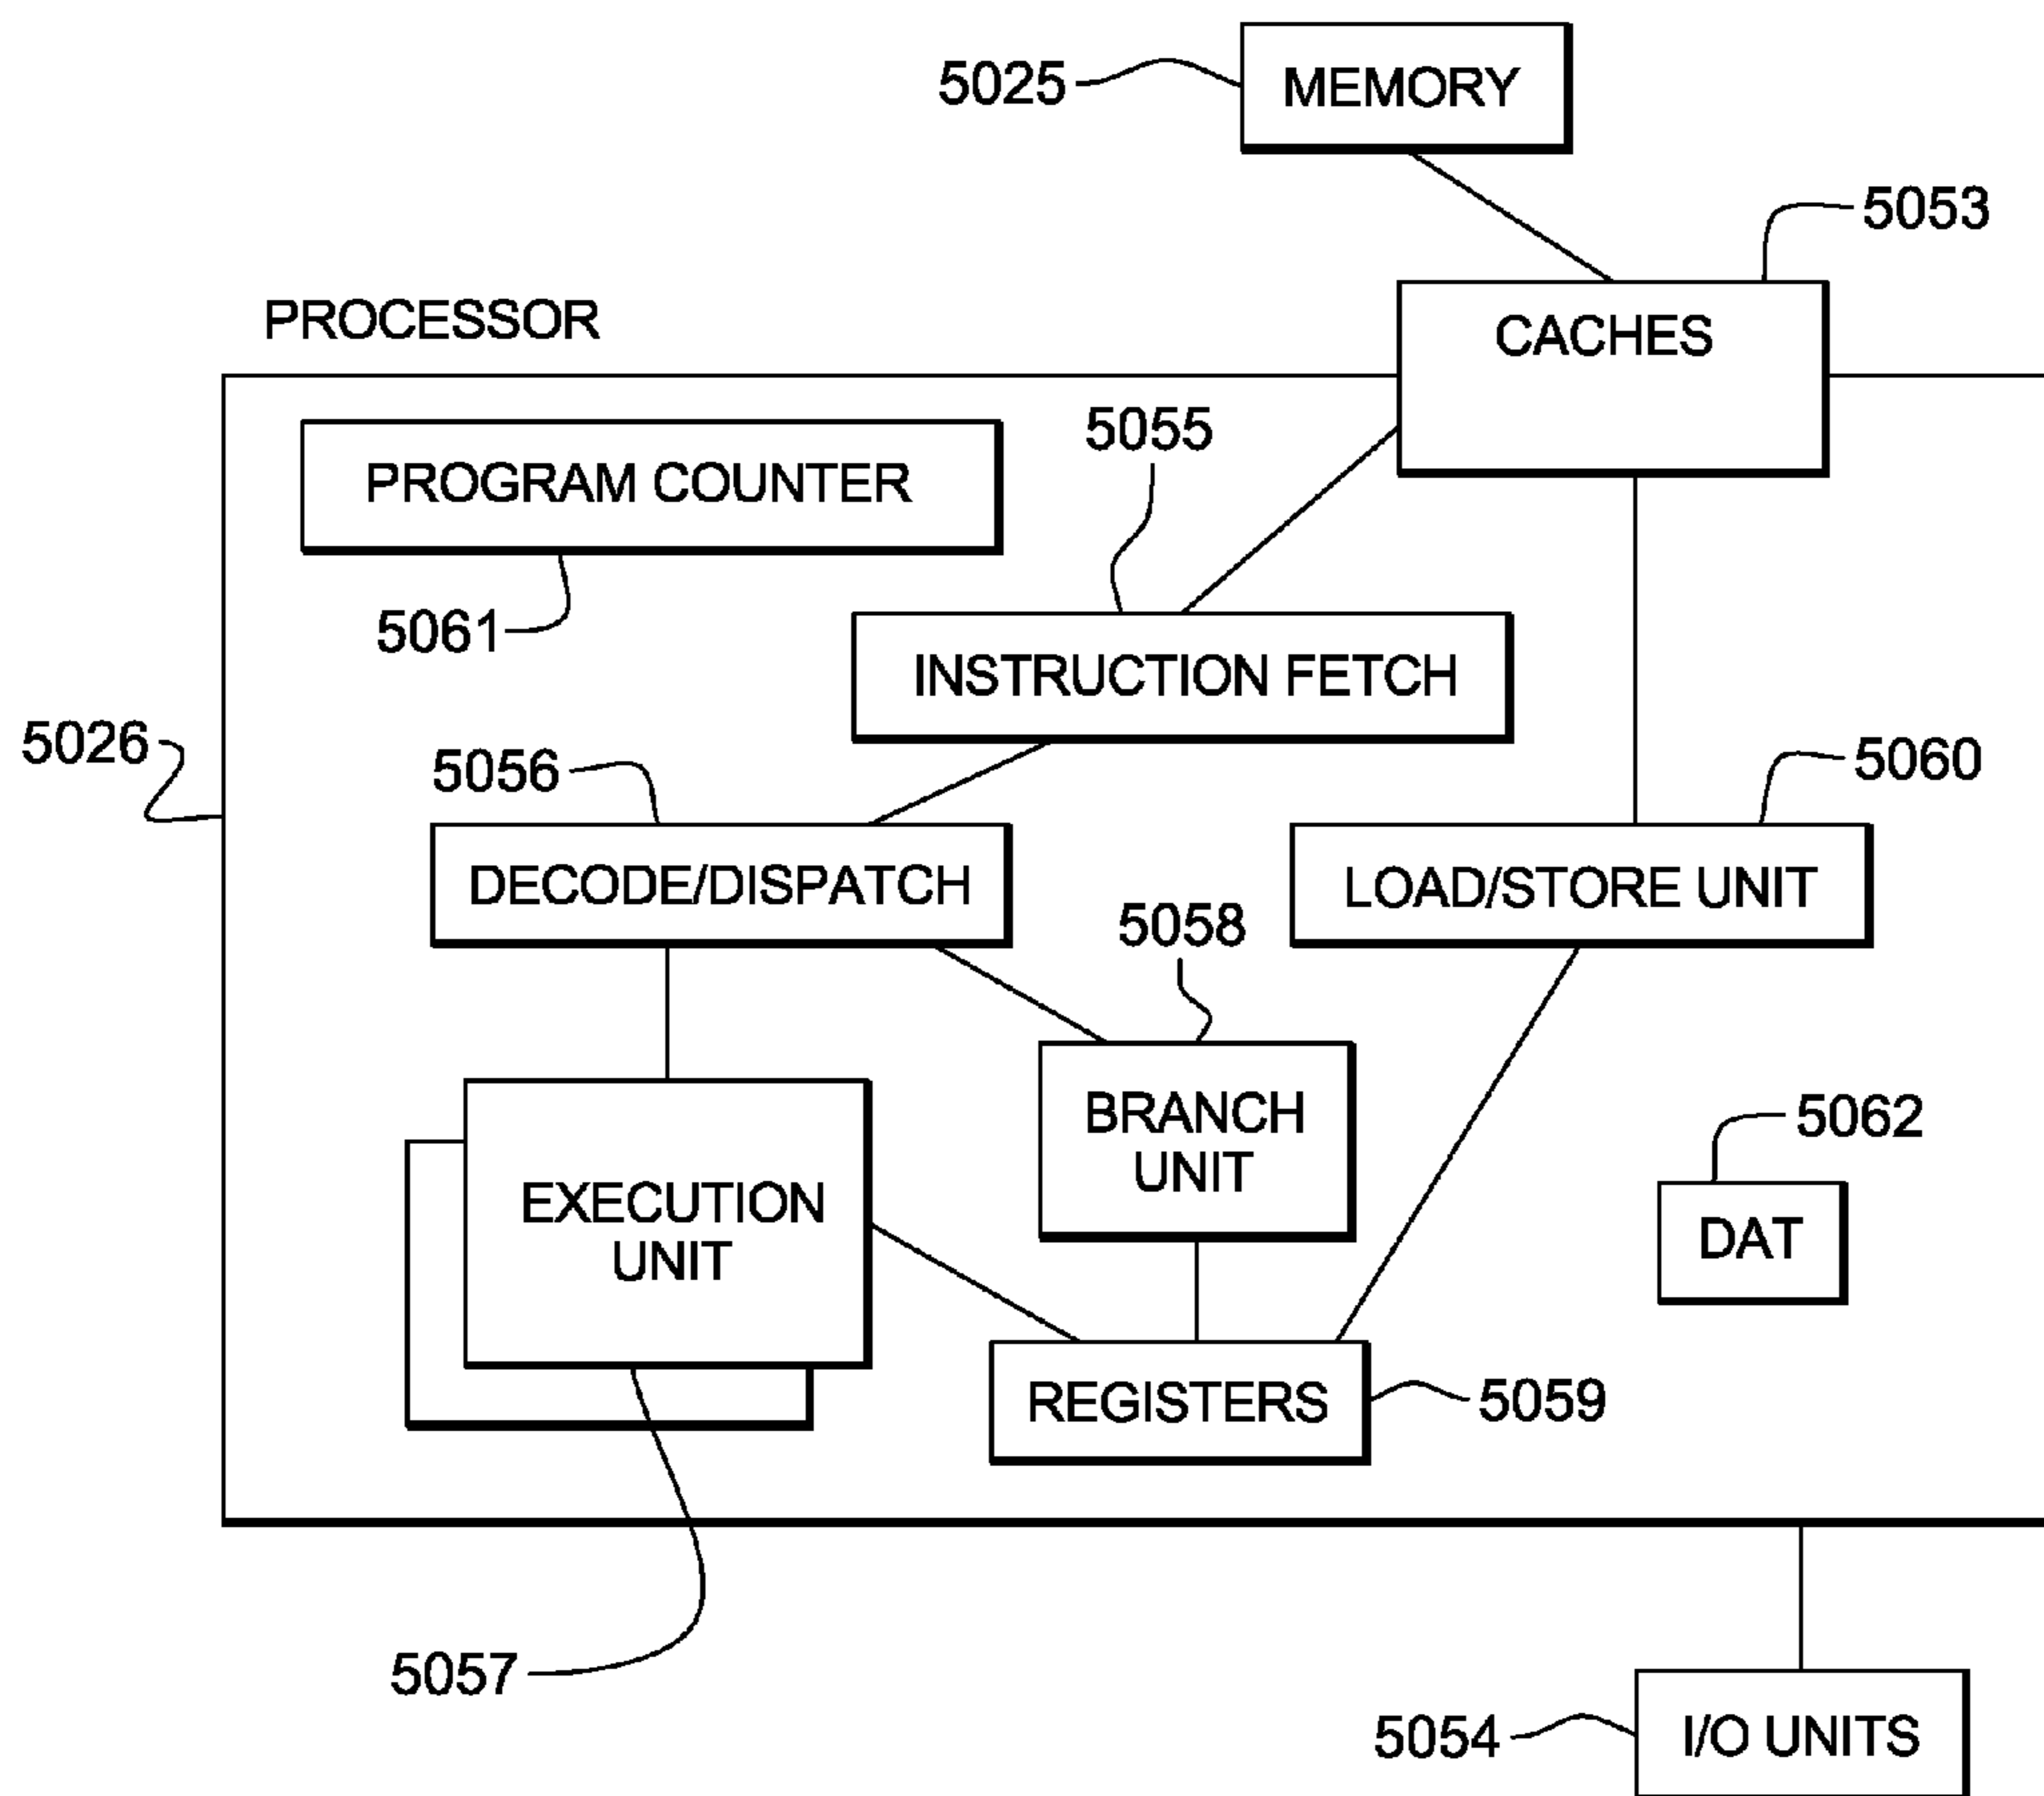 5025
MEMORY
5053
PROCESSOR
CACHES
5055
PROGRAM COUNTER
5061
INSTRUCTION FETCH
5026
5056
5060
DECODE/DISPATCH
LOAD/STORE UNIT
5058
BRANCH
UNIT
5062
EXECUTION
UNIT
DAT
REGISTERS
5059
5057
5054
I/O UNITS